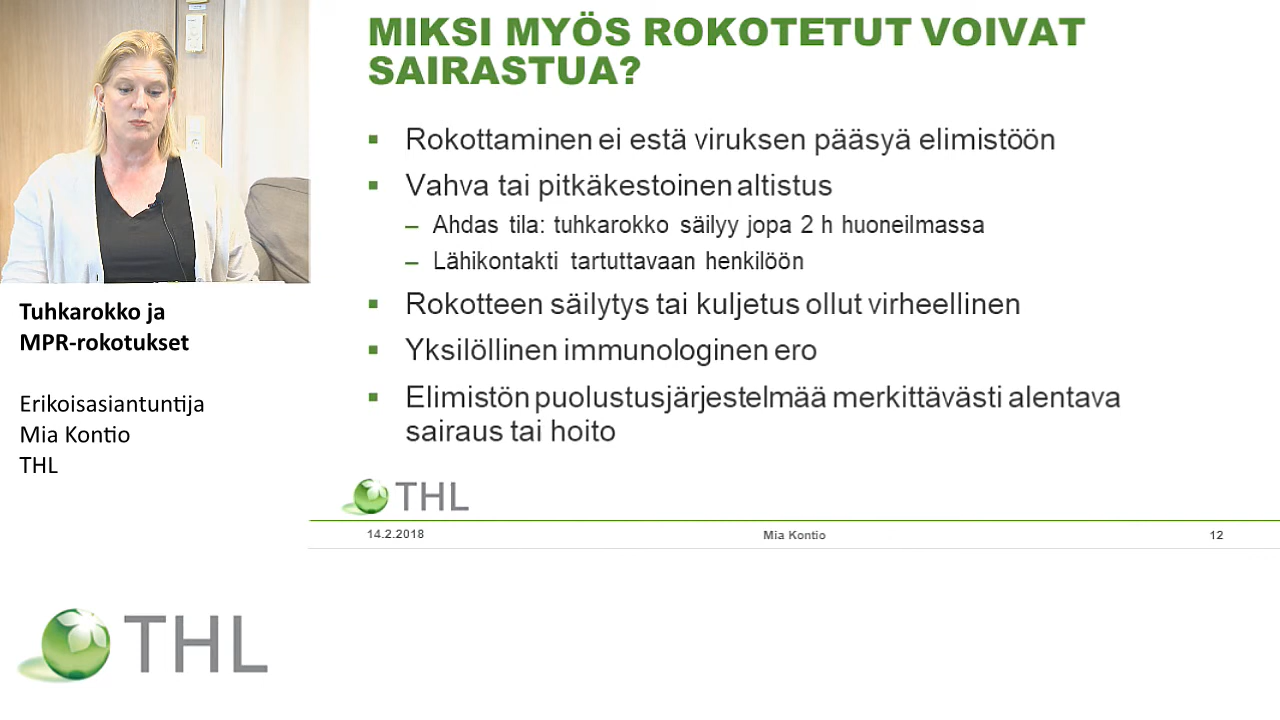 MIKSI MYÖS ROKOTETUT VOIVAT
SAIRASTUA?
Rokottaminen ei estä viruksen pääsyä elimistöön
Vahva tai pitkäkestoinen altistus
– Ahdas tila: tuhkarokko säilyy jopa 2 h huoneilmassa
– Lähikontakti tartuttavaan henkilöön
Rokotteen säilytys tai kuljetus ollut virheellinen
Yksilöllinen immunologinen ero
Elimistön puolustusjärjestelmää merkittävästi alentava
sairaus tai hoito
THL
14.2.2018 Mia Kontio 12
Tuhkarokko ja
MPR-rokotukset
Erikoisasiantuntija
Mia Kontio
THL
THL